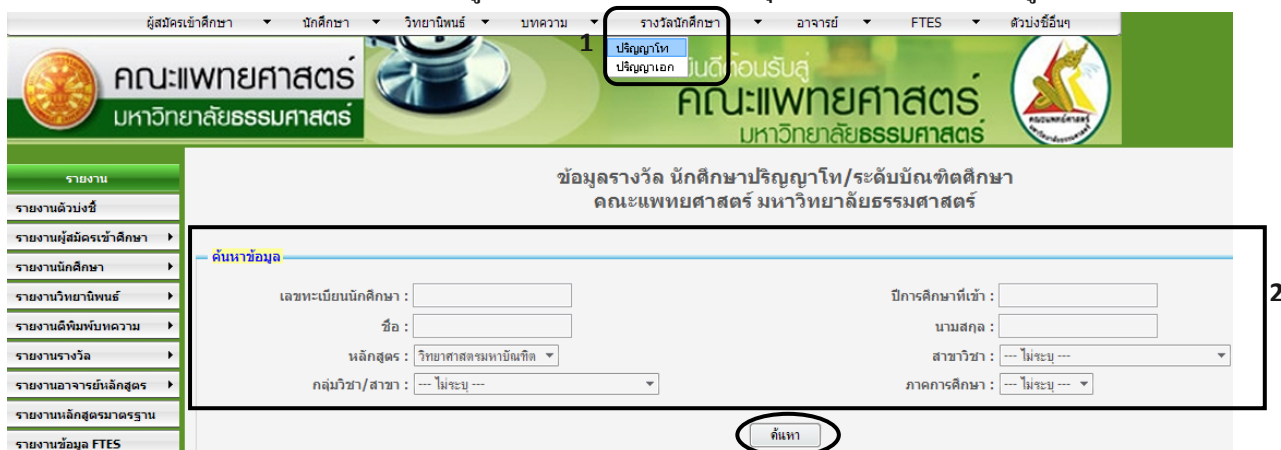 ผู้สมัครเข้าศึกษา นักศึกษา วิทยานิพนธ์ บทความ รางวัลนักศึกษา อาจารย์ FTES ตัวบ่งชี้อื่นๆ
1
ปริญญาโท
ปริญญาเอก
คณะแพทยศาสตร์
มหาวิทยาลัยธรรมศาสตร์
ยินดีต้อนรับสู่
คณะแพทยศาสตร์
มหาวิทยาลัยธรรมศาสตร์
รายงาน
รายงานตัวบ่งชี้
รายงานผู้สมัครเข้าศึกษา
รายงานนักศึกษา
รายงานวิทยานิพนธ์
รายงานตีพิมพ์บทความ
รายงานรางวัล
รายงานอาจารย์หลักสูตร
รายงานหลักสูตรมาตรฐาน
รายงานข้อมูล FTES
ข้อมูลรางวัล นักศึกษาปริญญาโท/ระดับบัณฑิตศึกษา
คณะแพทยศาสตร์ มหาวิทยาลัยธรรมศาสตร์
ค้นหาข้อมูล
เลขทะเบียนนักศึกษา : ปีการศึกษาที่เข้า :
ชื่อ : นามสกุล :
หลักสูตร : วิทยาศาสตรมหาบัณฑิต สาขาวิชา : --- ไม่ระบุ ---
กลุ่มวิชา/สาขา : --- ไม่ระบุ --- ภาคการศึกษา : --- ไม่ระบุ ---
2
ค้นหา